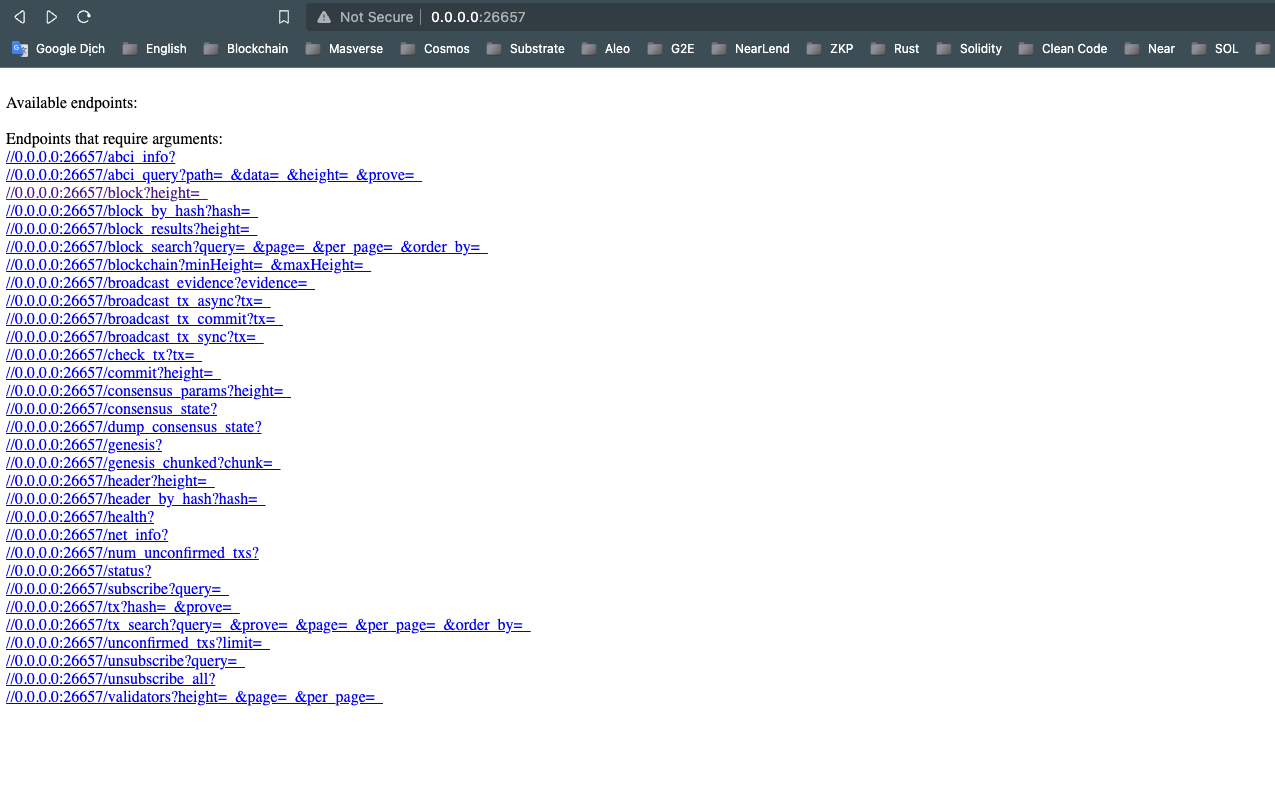 Not Secure 0.0.0.0:26657
Google Dịch English Blockchain Masverse Cosmos Substrate Aleo G2E NearLend ZKP Rust Solidity Clean Code Near SOL
Available endpoints:
Endpoints that require arguments:
//0.0.0.0:26657/abci_info?
//0.0.0.0:26657/abci_query?path=_&data=_&height=_&prove=_
//0.0.0.0:26657/block?height=_
//0.0.0.0:26657/block_by_hash?hash=_
//0.0.0.0:26657/block_results?height=_
//0.0.0.0:26657/block_search?query=_&page=_&per_page=_&order_by=_
//0.0.0.0:26657/blockchain?minHeight=_&maxHeight=_
//0.0.0.0:26657/broadcast_evidence?evidence=_
//0.0.0.0:26657/broadcast_tx_async?tx=_
//0.0.0.0:26657/broadcast_tx_commit?tx=_
//0.0.0.0:26657/broadcast_tx_sync?tx=_
//0.0.0.0:26657/check_tx?tx=_
//0.0.0.0:26657/commit?height=_
//0.0.0.0:26657/consensus_params?height=_
//0.0.0.0:26657/consensus_state?
//0.0.0.0:26657/dump_consensus_state?
//0.0.0.0:26657/genesis?
//0.0.0.0:26657/genesis_chunked?chunk=_
//0.0.0.0:26657/header?height=_
//0.0.0.0:26657/header_by_hash?hash=_
//0.0.0.0:26657/health?
//0.0.0.0:26657/net_info?
//0.0.0.0:26657/num_unconfirmed_txs?
//0.0.0.0:26657/status?
//0.0.0.0:26657/subscribe?query=_
//0.0.0.0:26657/tx?hash=_&prove=_
//0.0.0.0:26657/tx_search?query=_&prove=_&page=_&per_page=_&order_by=_
//0.0.0.0:26657/unconfirmed_txs?limit=_
//0.0.0.0:26657/unsubscribe?query=_
//0.0.0.0:26657/unsubscribe_all?
//0.0.0.0:26657/validators?height=_&page=_&per_page=_